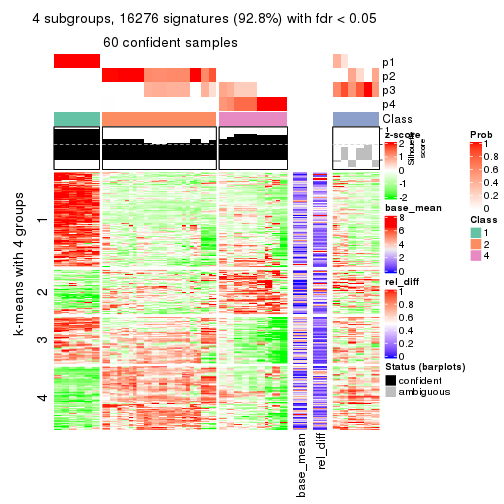 4 subgroups, 16276 signatures (92.8%) with fdr < 0.05
60 confident samples
p1
p2
p3
p4
Class
1
Silhouette
score
k-means with 4 groups
1
2
3
4
base_mean
rel_diff
z-score
2
1
0
-1
-2
base_mean
8
6
4
2
0
rel_diff
1
0.8
0.6
0.4
0.2
0
Status (barplots)
confident
ambiguous
Prob
1
0.8
0.6
0.4
0.2
0
Class
1
2
4